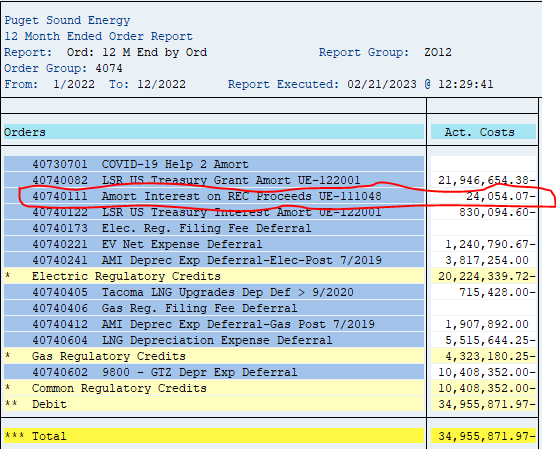 Puget Sound Energy
12 Month Ended Order Report
Report: Ord: 12 M End by Ord Report Group: ZO12
Order Group: 4074
From: 1/2022 To: 12/2022 Report Executed: 02/21/2023 @ 12:29:41
Orders Act. Costs
40730701 COVID-19 Help 2 Amort
40740082 LSR US Treasury Grant Amort UE-122001 21,946,654.38-
40740111 Amort Interest on REC Proceeds UE-111048 24,054.07-
40740122 LSR US Treasury Interest Amort UE-122001 830,094.60-
40740173 Elec. Reg. Filing Fee Deferral
40740221 EV Net Expense Deferral 1,240,790.67-
40740241 AMI Deprec Exp Deferral-Elec-Post 7/2019 3,817,254.00
* Electric Regulatory Credits 20,224,339.72-
40740405 Tacoma LNG Upgrades Dep Def > 9/2020 715,428.00-
40740406 Gas Reg. Filing Fee Deferral
40740412 AMI Deprec Exp Deferral-Gas Post 7/2019 1,907,892.00
40740604 LNG Depreciation Expense Deferral 5,515,644.25-
* Gas Regulatory Credits 4,323,180.25-
40740602 9800 - GTZ Depr Exp Deferral 10,408,352.00-
* Common Regulatory Credits 10,408,352.00-
** Debit 34,955,871.97-
*** Total 34,955,871.97-